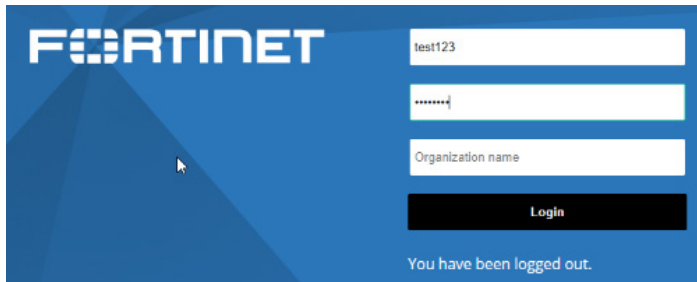 FORTINET
test123
••••••••
Organization name
Login
You have been logged out.